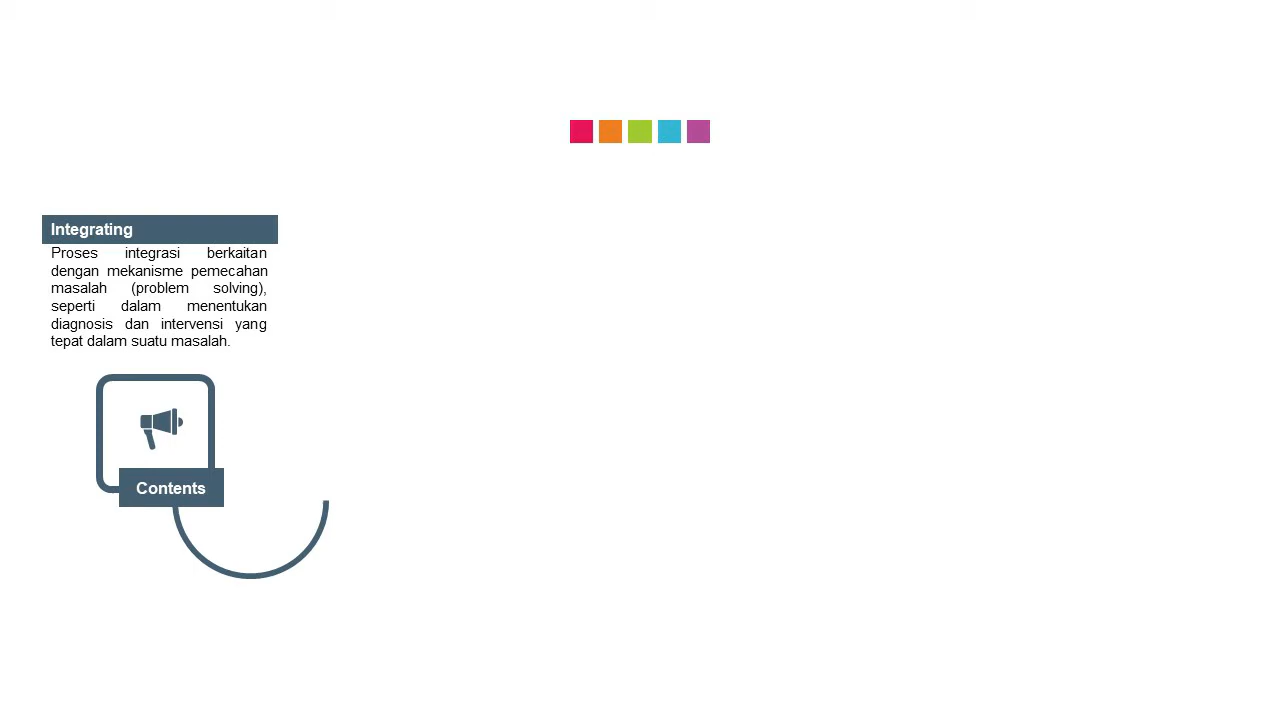 Integrating
Proses integrasi berkaitan
dengan mekanisme pemecahan
masalah (problem solving),
seperti dalam menentukan
diagnosis dan intervensi yang
tepat dalam suatu masalah.
Contents